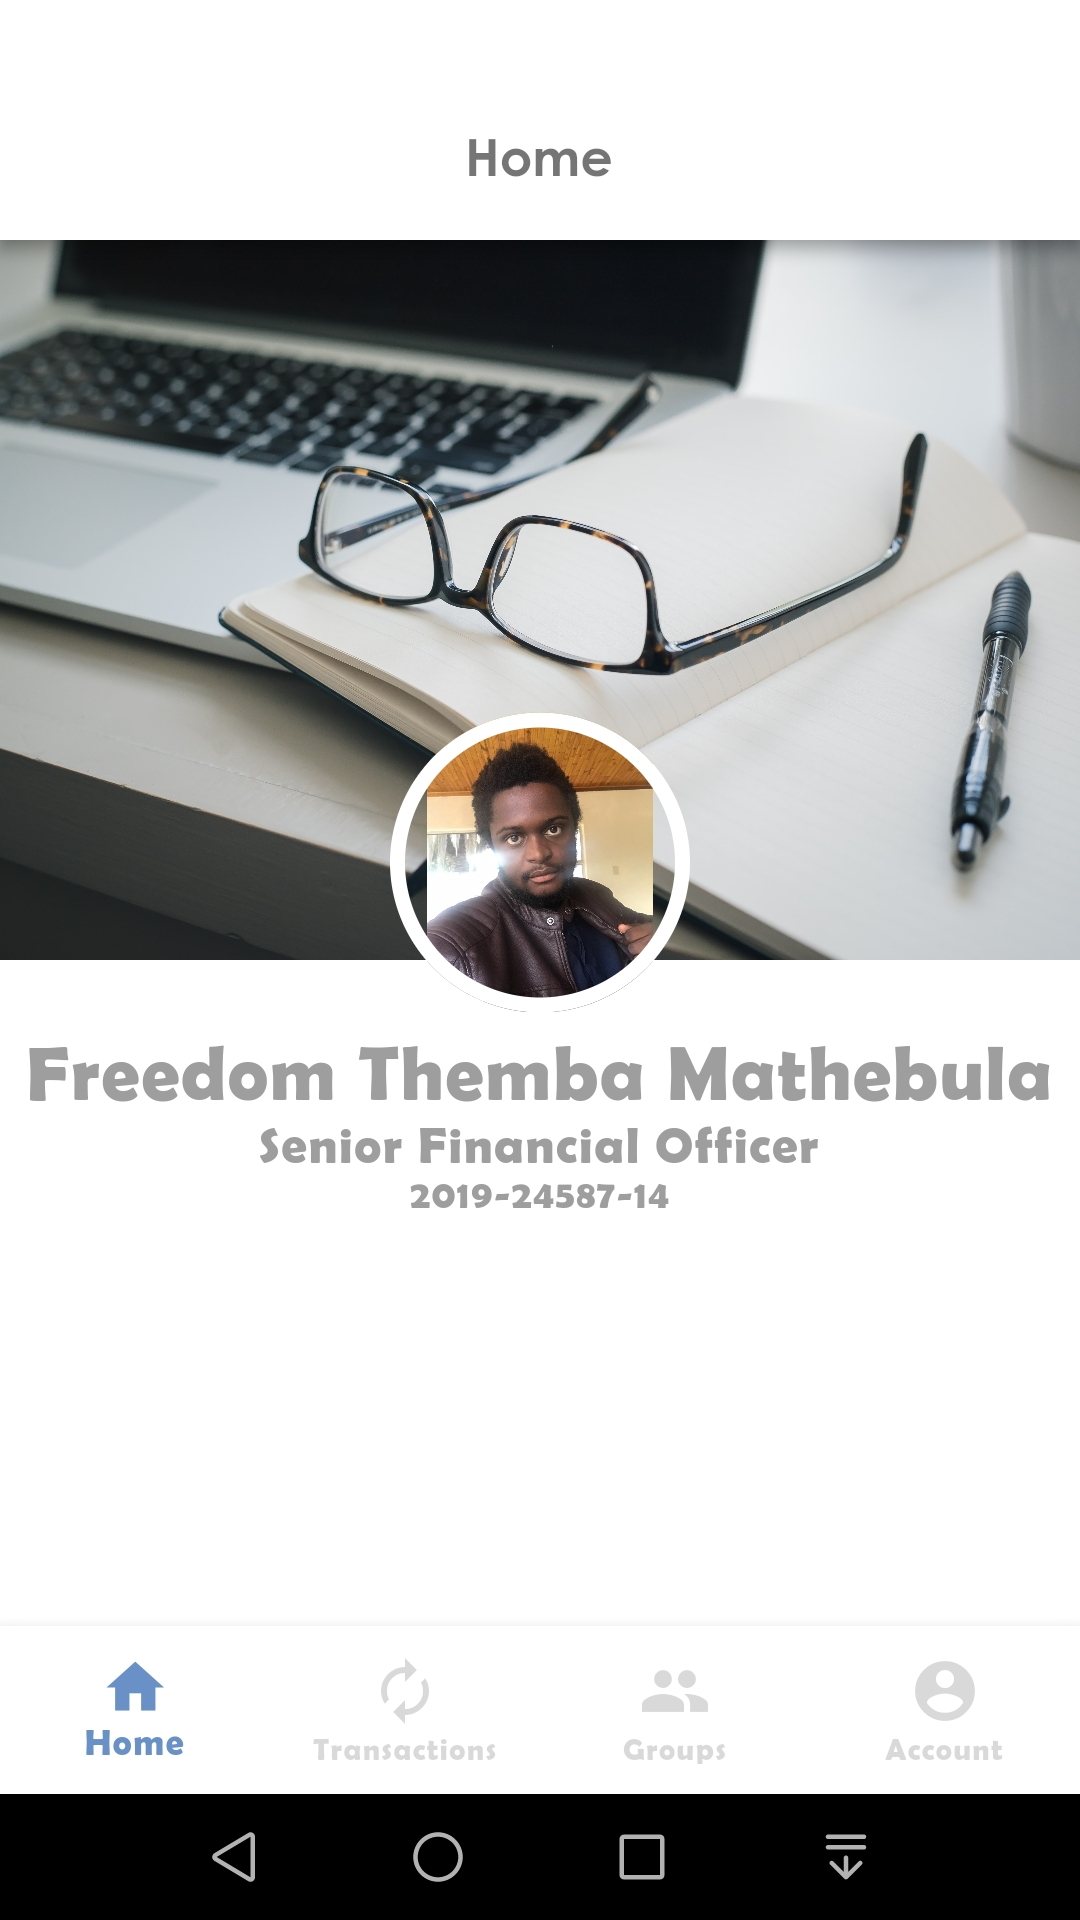 Home
Freedom Themba Mathebula
Senior Financial Officer
2019-24587-14
Home
Transactions
Groups
Account